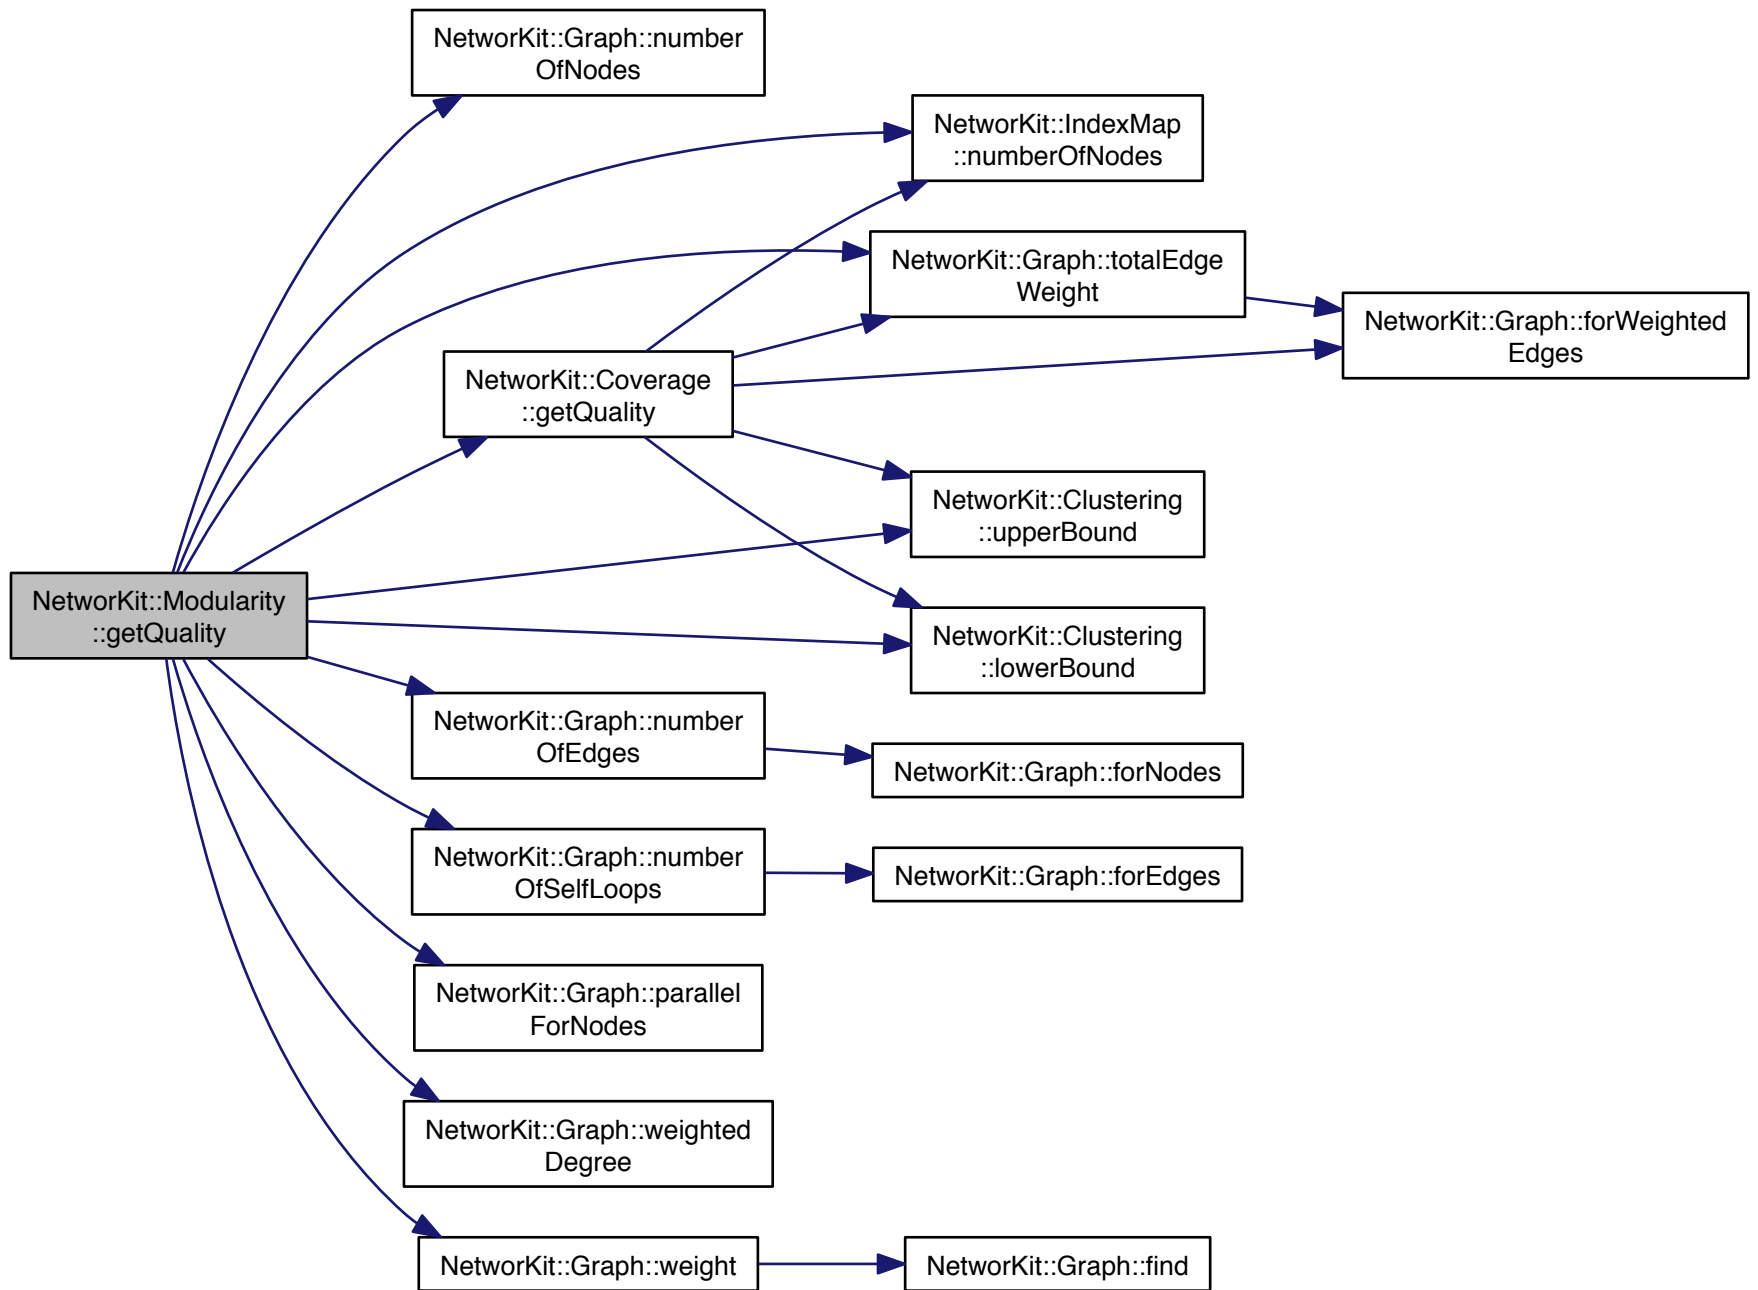 NetworKit::Graph::number
OfNodes
NetworKit::IndexMap
::numberOfNodes
NetworKit::Graph::totalEdge
Weight
NetworKit::Graph::forWeighted
Edges
NetworKit::Coverage
::getQuality
NetworKit::Clustering
::upperBound
NetworKit::Modularity
::getQuality
NetworKit::Clustering
::lowerBound
NetworKit::Graph::number
OfEdges
NetworKit::Graph::forNodes
NetworKit::Graph::number
OfSelfLoops
NetworKit::Graph::forEdges
NetworKit::Graph::parallel
ForNodes
NetworKit::Graph::weighted
Degree
NetworKit::Graph::weight
NetworKit::Graph::find